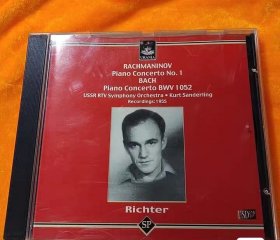 RACHMANINOV
Piano Concerto No. 1
BACH
Piano Concerto BWV 1052
USSR RTV Symphony Orchestra • Kurt Sanderling
Recordings: 1955
Richter
SP